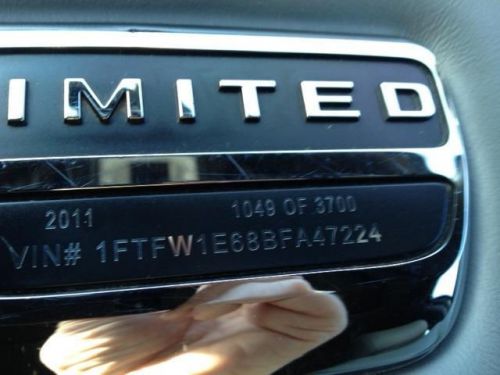 IMITED
2011 1049 OF 3700
VIN# 1FTFW1E68BFA47224